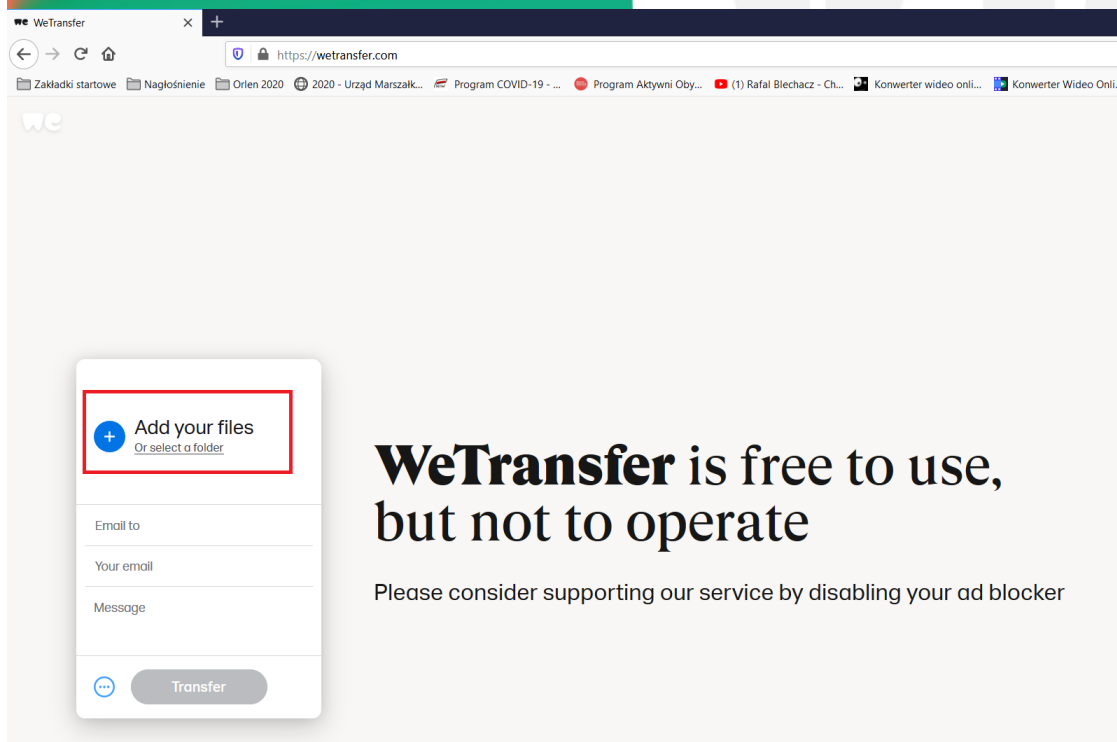 WeTransfer
https://wetransfer.com
Zakładki startowe Nagłośnienie Orlen 2020 2020 - Urząd Marszałk... Program COVID-19 - ... Program Aktywni Oby... (1) Rafal Blechacz - Ch... Konwerter wideo onli... Konwerter Wideo Onli.
we
Add your files
Or select a folder
WeTransfer is free to use,
but not to operate
Email to
Your email
Please consider supporting our service by disabling your ad blocker
Message
Transfer